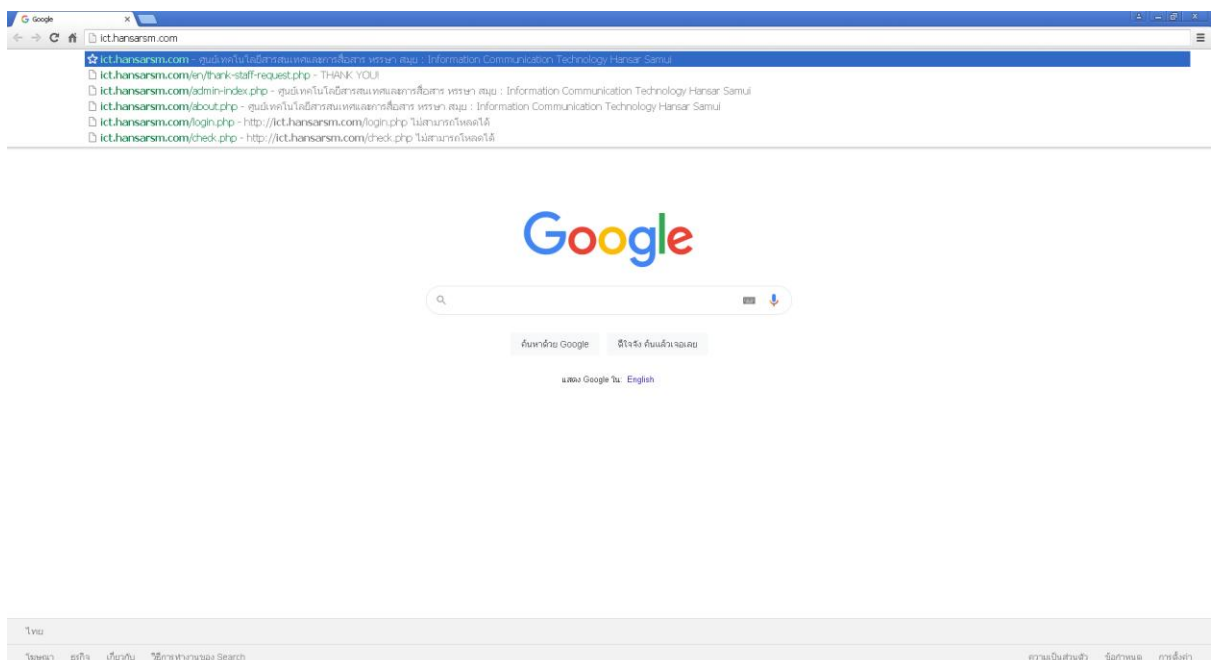 Google
ict.hansarsm.com
ict.hansarsm.com - ศูนย์เทคโนโลยีสารสนเทศและการสื่อสาร หรรษา สมุย : Information Communication Technology Hansar Samui
ict.hansarsm.com/en/thank-staff-request.php - THANK YOU!
ict.hansarsm.com/admin-index.php - ศูนย์เทคโนโลยีสารสนเทศและการสื่อสาร หรรษา สมุย : Information Communication Technology Hansar Samui
ict.hansarsm.com/about.php - ศูนย์เทคโนโลยีสารสนเทศและการสื่อสาร หรรษา สมุย : Information Communication Technology Hansar Samui
ict.hansarsm.com/login.php - http://ict.hansarsm.com/login.php ไม่สามารถโหลดได้
ict.hansarsm.com/check.php - http://ict.hansarsm.com/check.php ไม่สามารถโหลดได้
Google
ค้นหาด้วย Google ดีใจจัง ค้นแล้วเจอเลย
แสดง Google ใน: English
ไทย
โฆษณา ธุรกิจ เกี่ยวกับ วิธีการทำงานของ Search ความเป็นส่วนตัว ข้อกำหนด การตั้งค่า